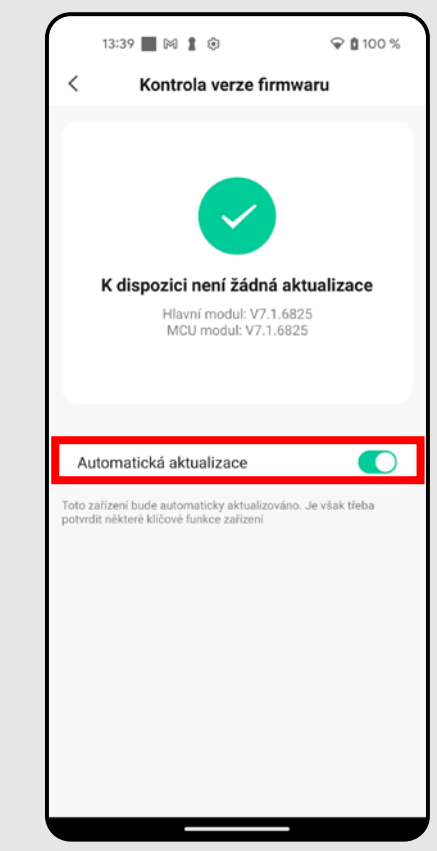 13:39 100 %
Kontrola verze firmwaru
K dispozici není žádná aktualizace
Hlavní modul: V7.1.6825
MCU modul: V7.1.6825
Automatická aktualizace
Toto zařízení bude automaticky aktualizováno. Je však třeba
potvrdit některé klíčové funkce zařízení